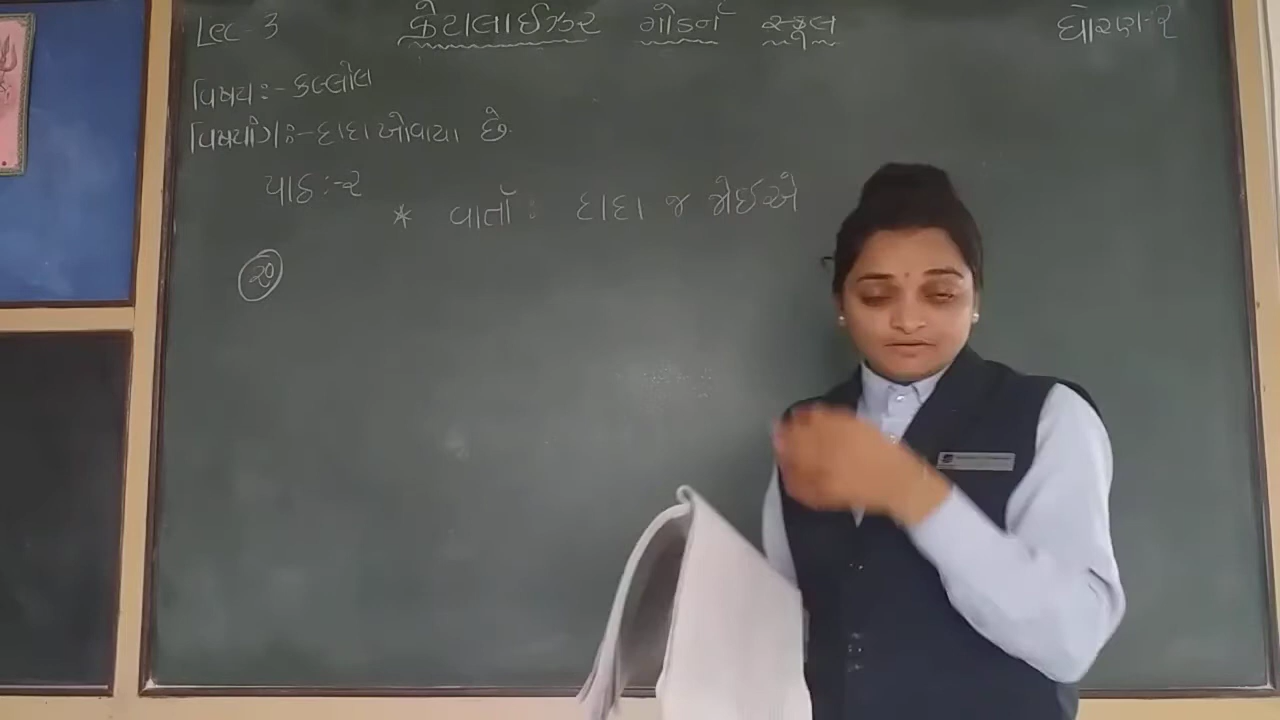 Lec - 3 કેટાલાઈઝર મોડર્ન સ્કૂલ ધોરણ-૨
વિષય :- કલ્લોલ
વિષયાંગ :- દાદા ખોવાયા છે.
પાઠ :- ૨
* વાર્તા : દાદા જ જોઈએ
૨૦